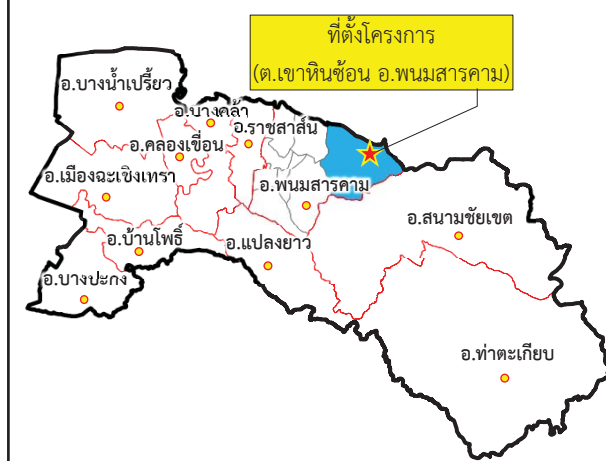 ที่ตั้งโครงการ
(ต.เขาหินซ้อน อ.พนมสารคาม)
อ.บางน้ำเปรี้ยว
อ.บางคล้า
อ.ราชสาส์น
อ.คลองเขื่อน
อ.เมืองฉะเชิงเทรา
อ.พนมสารคาม
อ.สนามชัยเขต
อ.บ้านโพธิ์
อ.แปลงยาว
อ.บางปะกง
อ.ท่าตะเกียบ